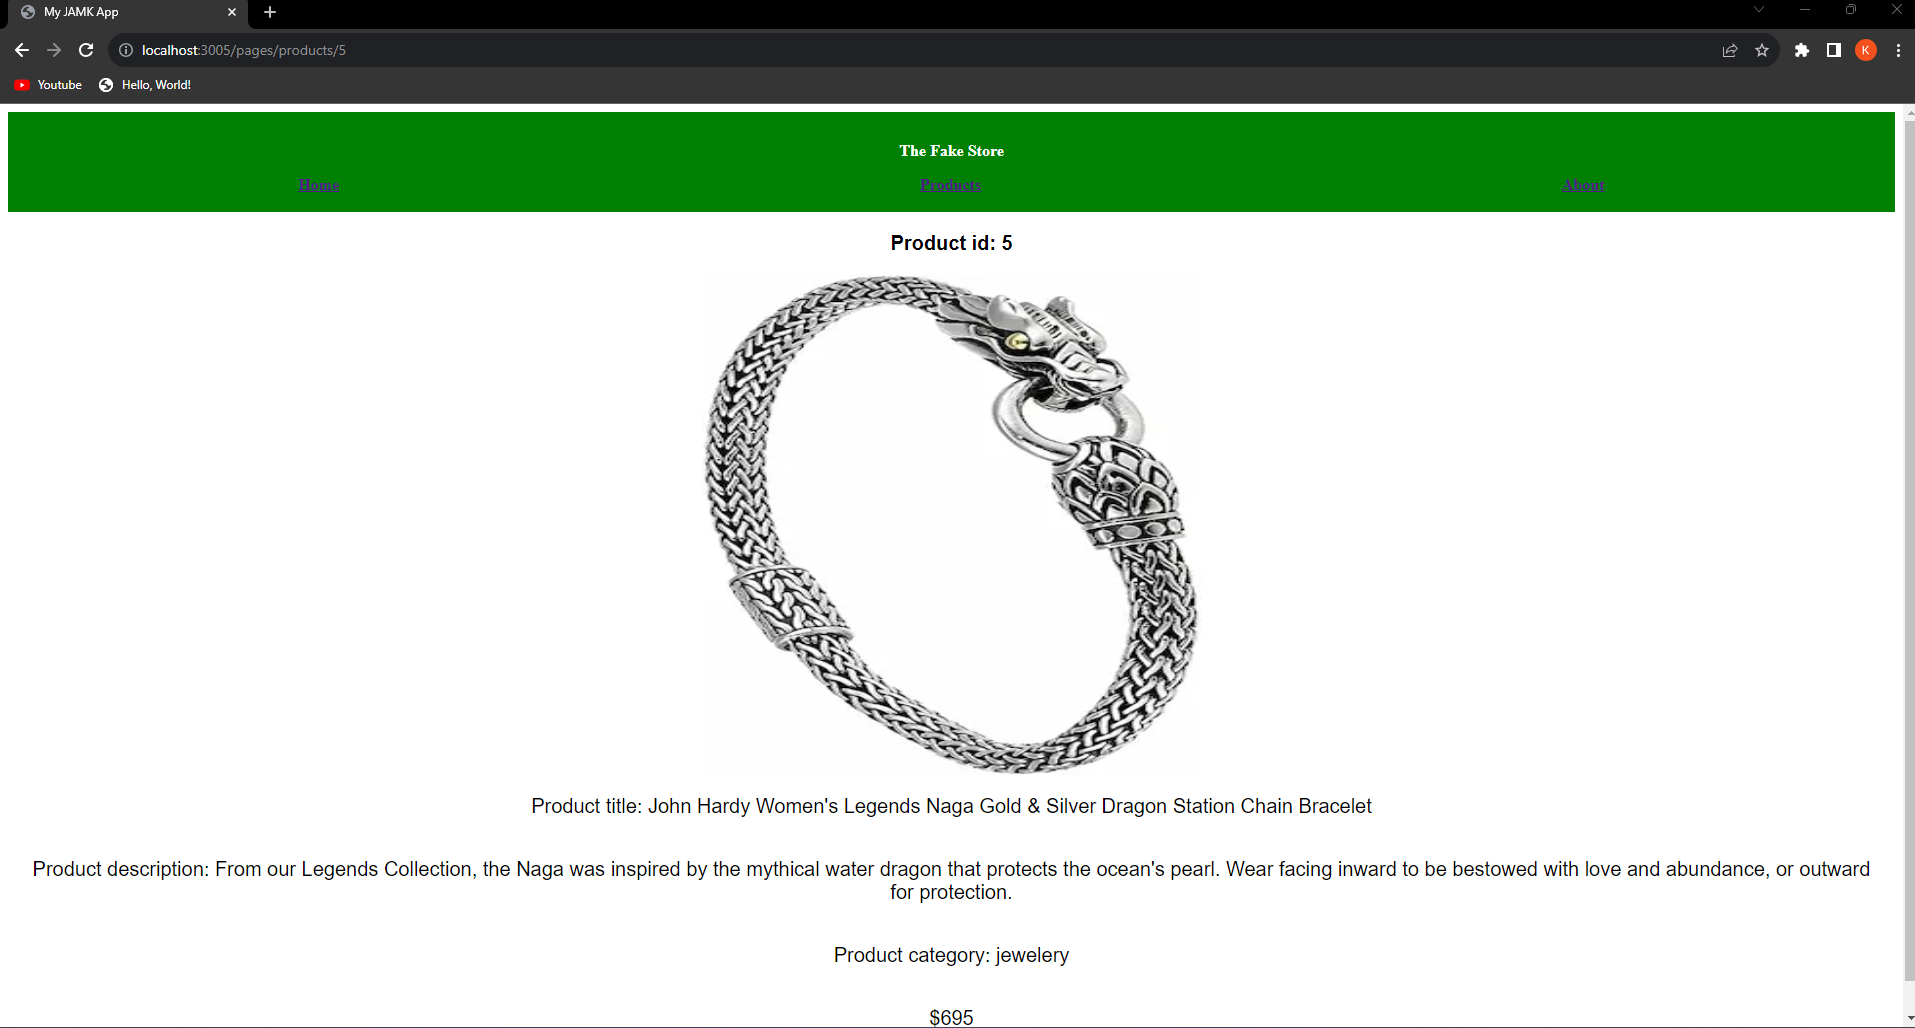 My JAMK App
localhost:3005/pages/products/5
K
Youtube
Hello, World!
The Fake Store
Home
Products
About
Product id: 5
Product title: John Hardy Women's Legends Naga Gold & Silver Dragon Station Chain Bracelet
Product description: From our Legends Collection, the Naga was inspired by the mythical water dragon that protects the ocean's pearl. Wear facing inward to be bestowed with love and abundance, or outward
for protection.
Product category: jewelery
$695